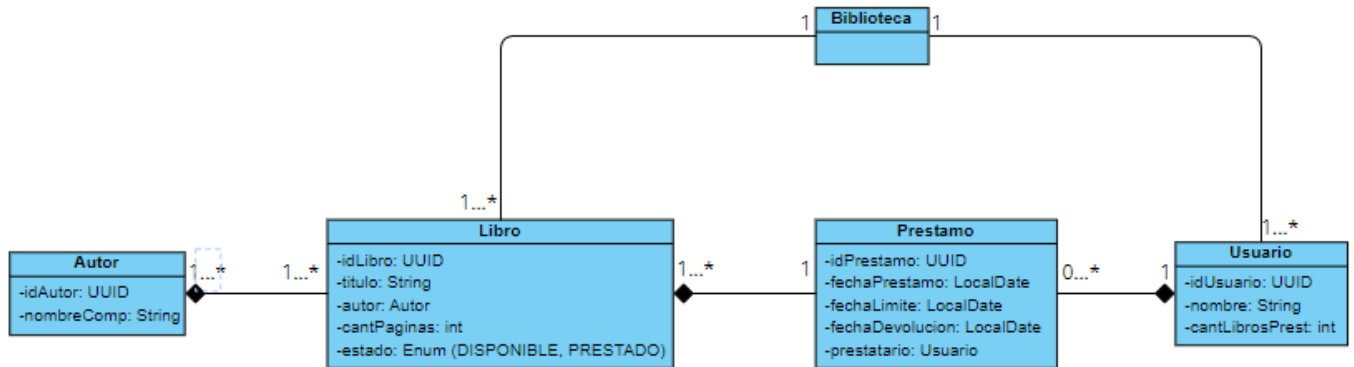 1
Biblioteca
1
1...*
1...*
Autor
-idAutor: UUID
-nombreComp: String
1...*
1...*
Libro
-idLibro: UUID
-titulo: String
-autor: Autor
-cantPaginas: int
-estado: Enum (DISPONIBLE, PRESTADO)
1...*
1
Prestamo
-idPrestamo: UUID
-fechaPrestamo: LocalDate
-fechaLimite: LocalDate
-fechaDevolucion: LocalDate
-prestatario: Usuario
0...*
1
Usuario
-idUsuario: UUID
-nombre: String
-cantLibrosPrest: int